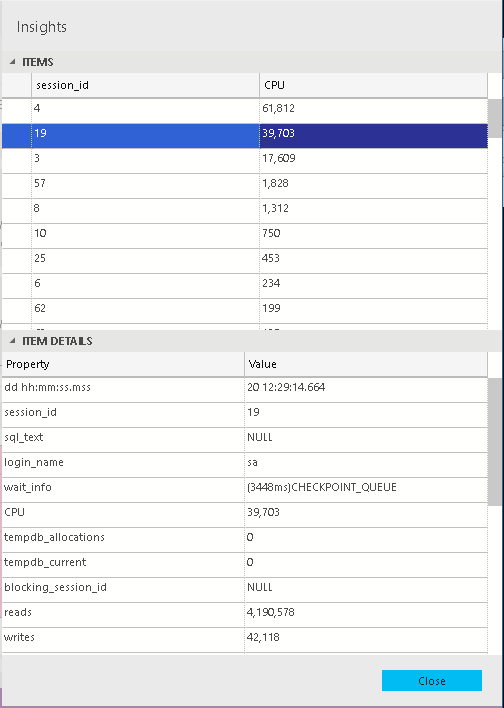 Insights
ITEMS
session_id CPU
4 61,812
19 39,703
3 17,609
57 1,828
8 1,312
10 750
25 453
6 234
62 199
ITEM DETAILS
Property Value
dd hh:mm:ss.mss 20 12:29:14.664
session_id 19
sql_text NULL
login_name sa
wait_info (3448ms)CHECKPOINT_QUEUE
CPU 39,703
tempdb_allocations 0
tempdb_current 0
blocking_session_id NULL
reads 4,190,578
writes 42,118
Close